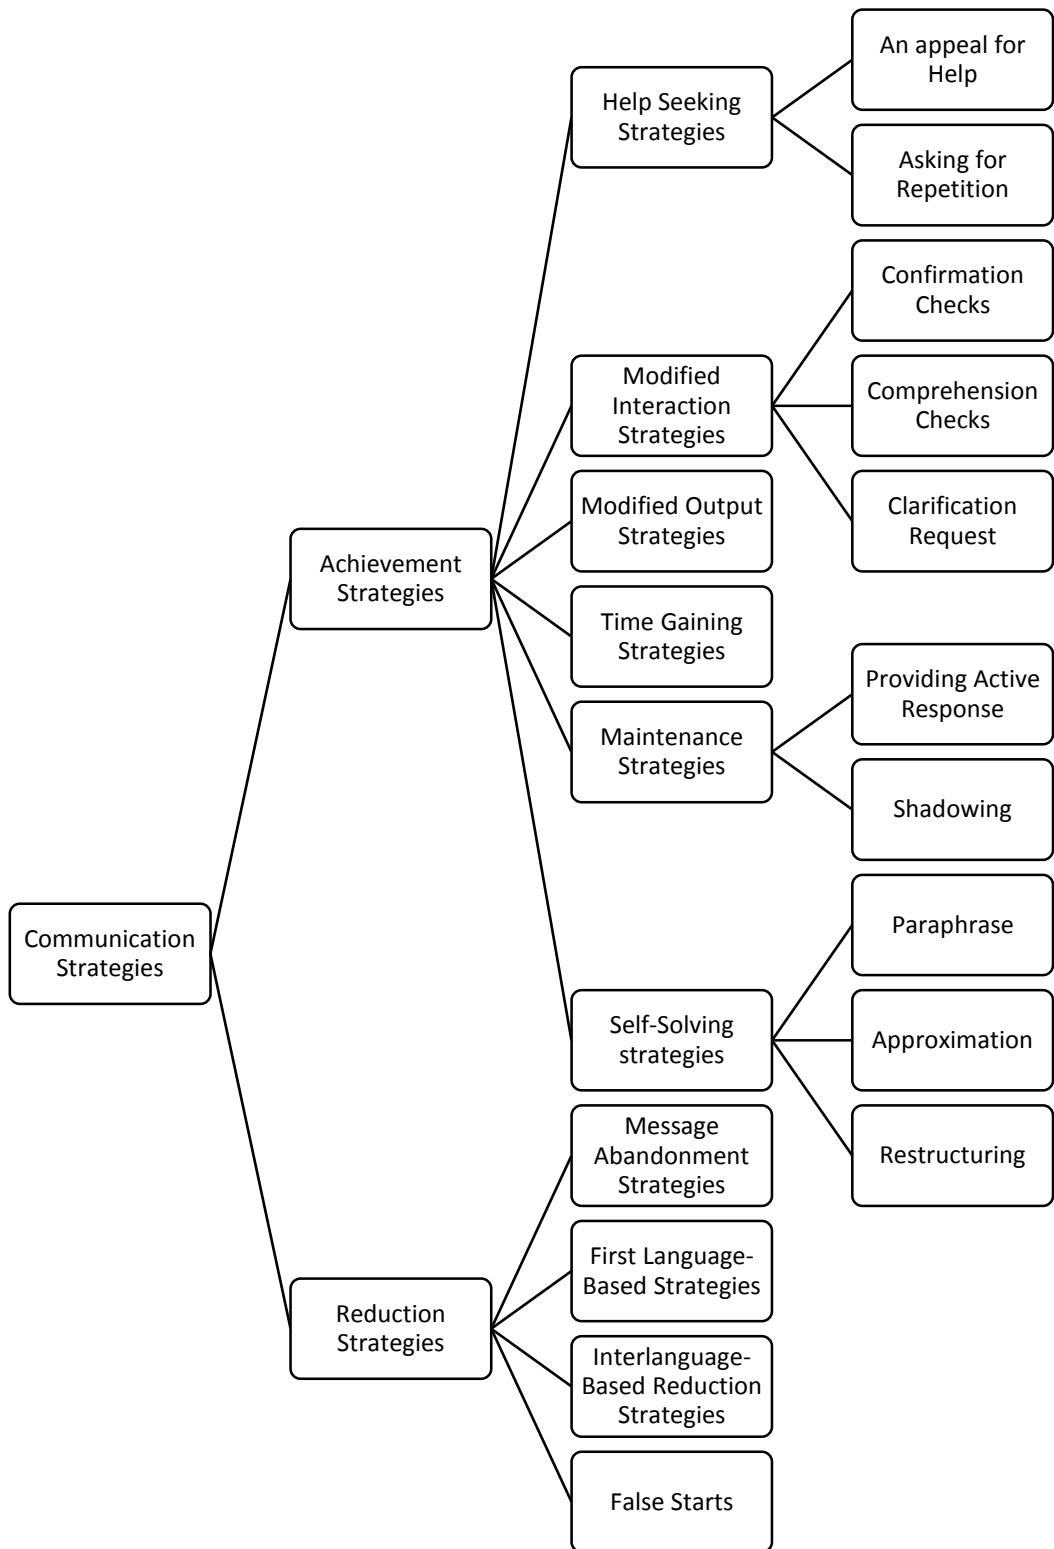 Communication
Strategies
Achievement
Strategies
Help Seeking
Strategies
An appeal for
Help
Asking for
Repetition
Modified
Interaction
Strategies
Confirmation
Checks
Comprehension
Checks
Clarification
Request
Modified Output
Strategies
Time Gaining
Strategies
Maintenance
Strategies
Providing Active
Response
Shadowing
Self-Solving
strategies
Paraphrase
Approximation
Restructuring
Reduction
Strategies
Message
Abandonment
Strategies
First Language-
Based Strategies
Interlanguage-
Based Reduction
Strategies
False Starts